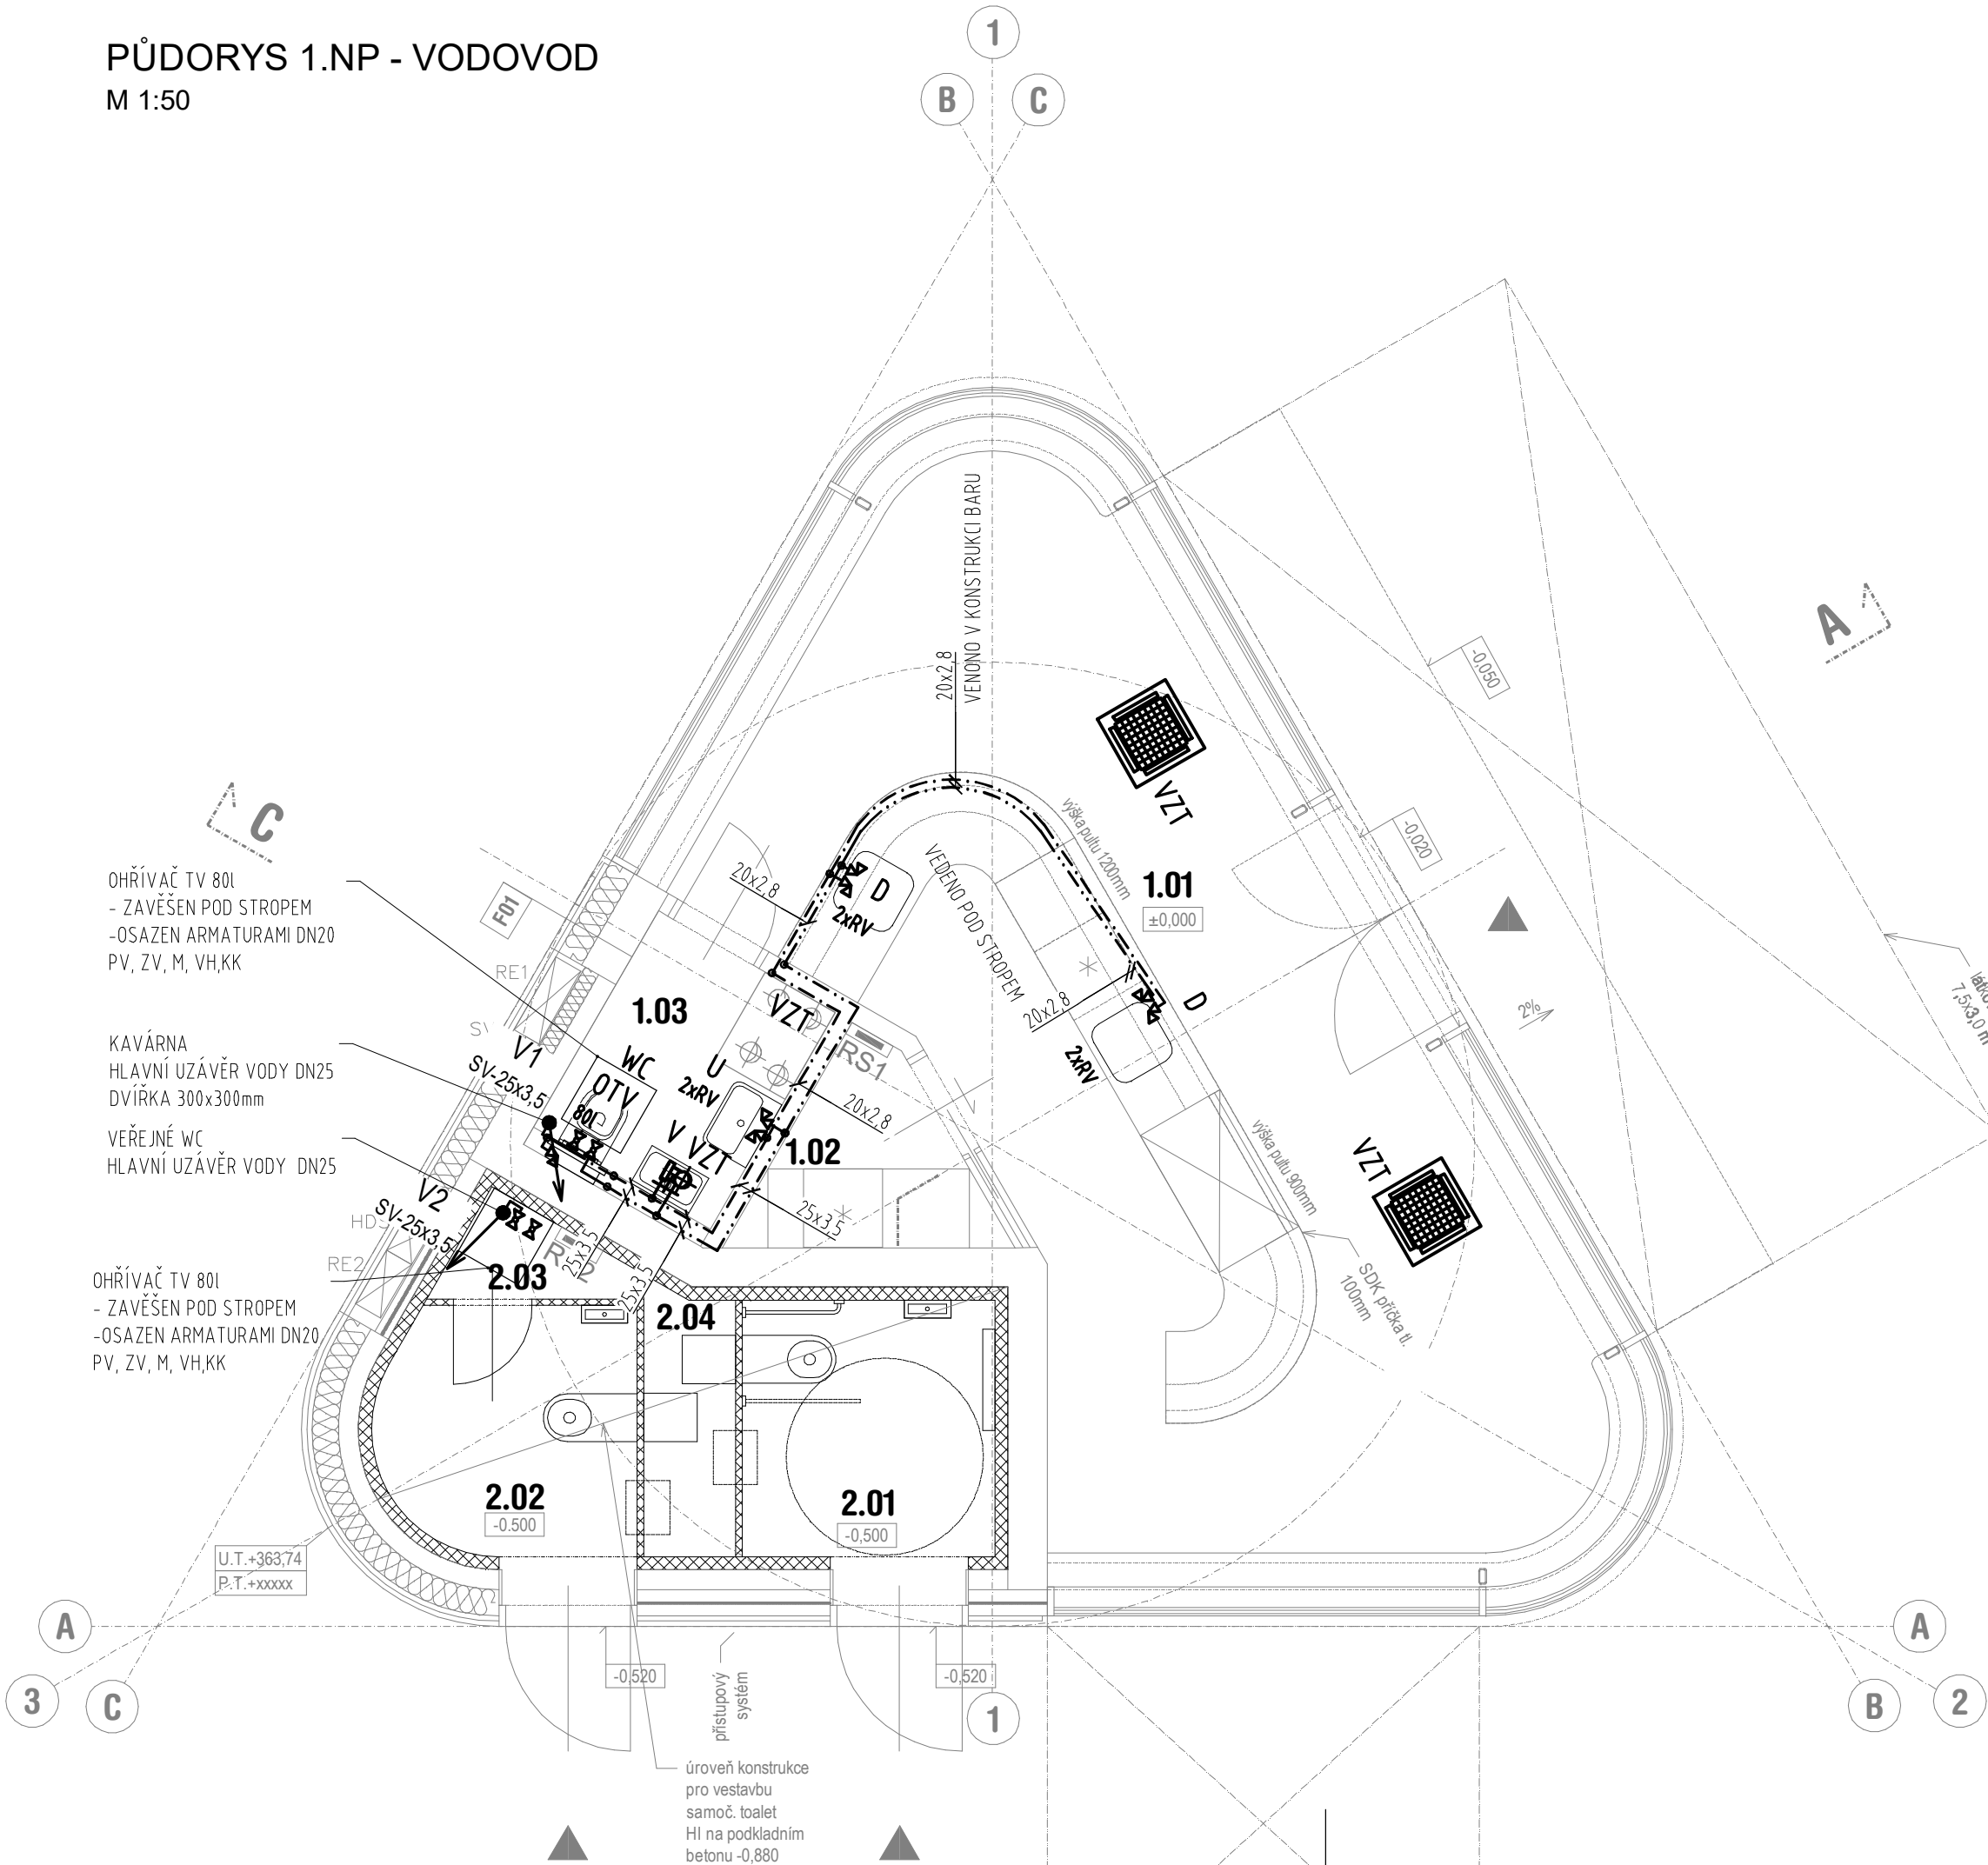 PŮDORYS 1.NP - VODOVOD
M 1:50
1
B
C
VENONO V KONSTRUKCI BARU
20x2,8
A
-0,050
VZT
C
výška pultu 1200mm
-0,020
OHŘÍVAČ TV 80l
- ZAVĚŠEN POD STROPEM
-OSAZEN ARMATURAMI DN20
PV, ZV, M, VH,KK
20x2,8
D
2xRV
VEDENO POD STROPEM
1.01
±0,000
F01
RE1
1.03
VZT
20x2,8
D
2%
7,5x3,0 m
KAVÁRNA
HLAVNÍ UZÁVĚR VODY DN25
DVÍŘKA 300x300mm
V1
SV-25x3,5
WC
OTV
80l
U
2xRV
RS1
2xRV
20x2,8
VEŘEJNÉ WC
HLAVNÍ UZÁVĚR VODY  DN25
V
VZT
1.02
výška pultu 900mm
VZT
V2
SV-25x3,5
25x3,5
RE2
2.03
25x3,5
25x3,5
OHŘÍVAČ TV 80l
- ZAVĚŠEN POD STROPEM
-OSAZEN ARMATURAMI DN20
PV, ZV, M, VH,KK
2.04
SDK příčka tl.
100mm
2.02
-0.500
2.01
-0,500
U.T.+363,74
P.T.+xxxxx
A
A
3
C
-0,520
přístupový
systém
-0,520
1
B
2
úroveň konstrukce
pro vestavbu
samoč. toalet
HI na podkladním
betonu -0,880